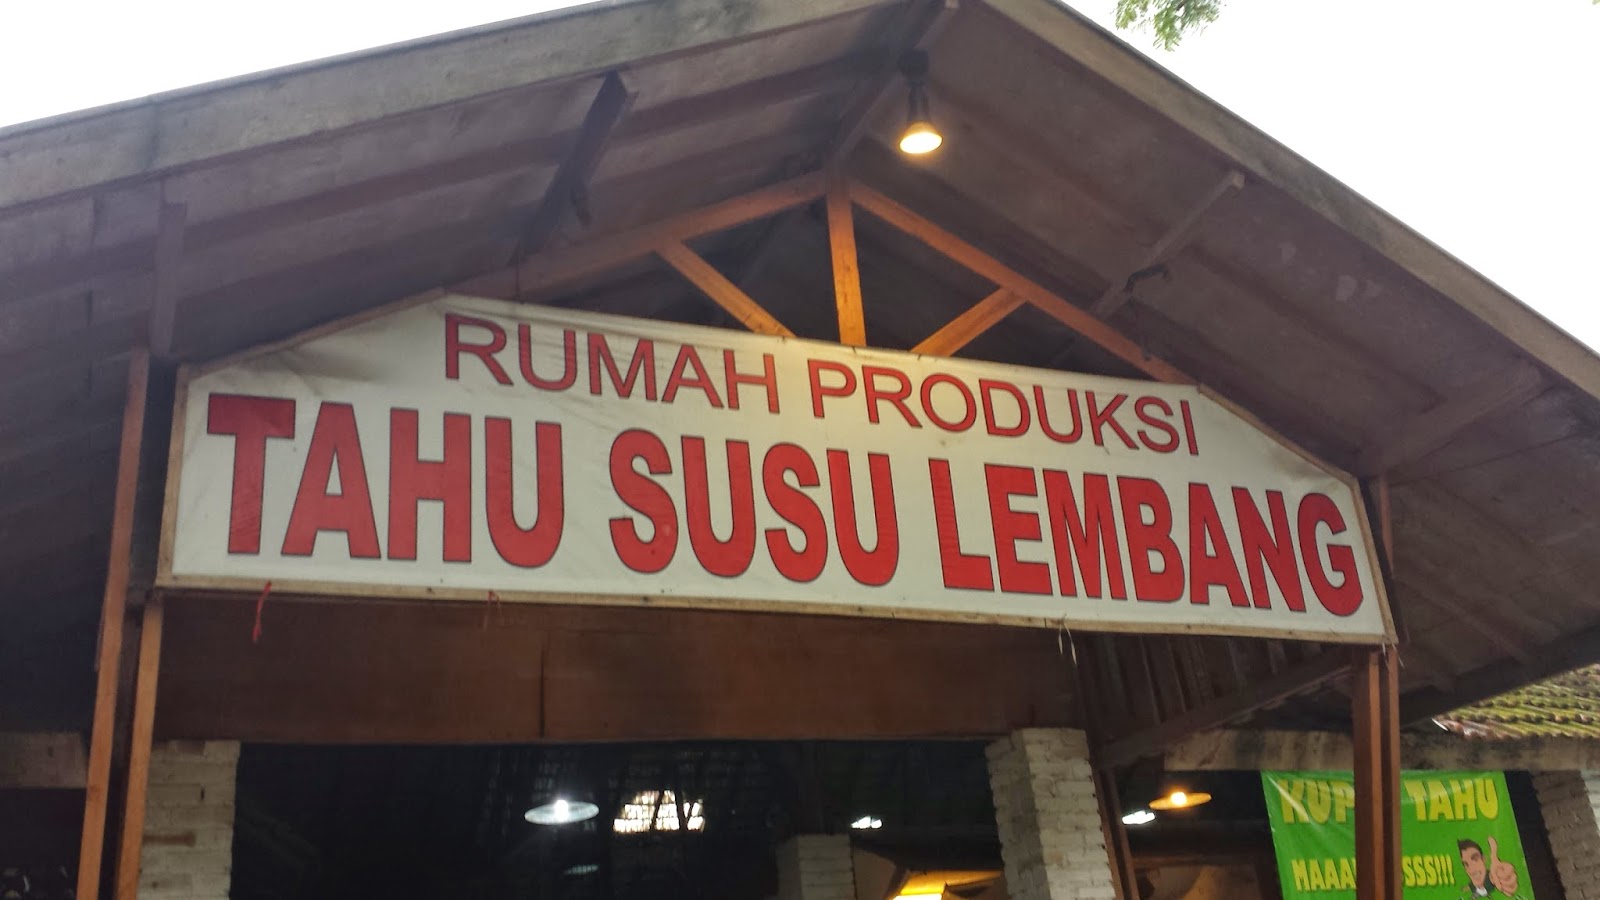 RUMAH PRODUKSI
TAHU SUSU LEMBANG
TAHU